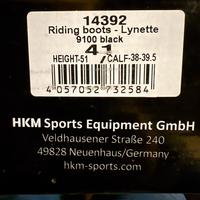 14392
Riding boots - Lynette
9100 black
41
HEIGHT-51 CALF-38-39.5
4 057052 732584
HKM Sports Equipment GmbH
Veldhausener Straße 240
49828 Neuenhaus/Germany
hkm-sports.com